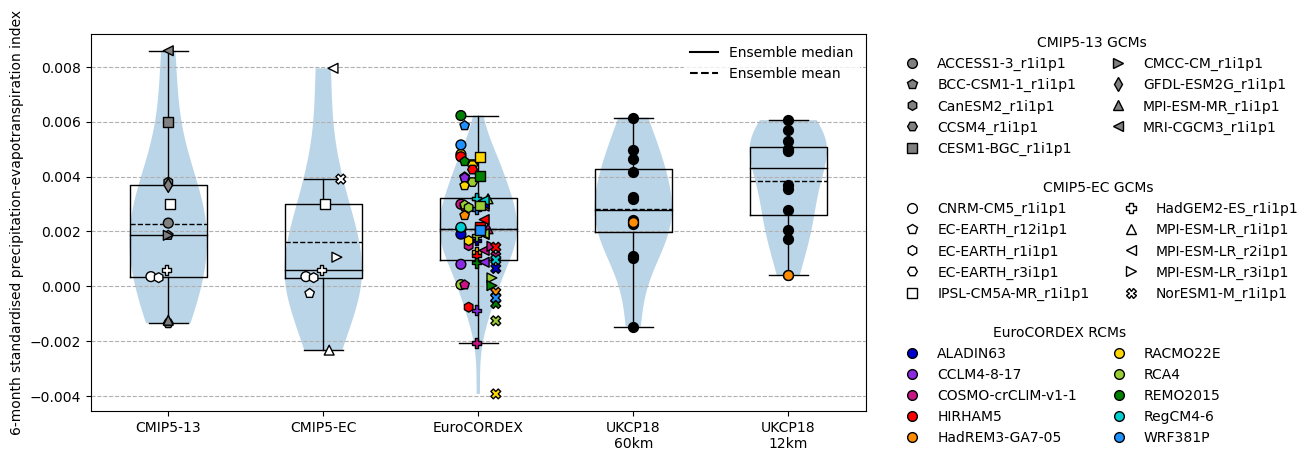 6-month standardised precipitation-evapotranspiration index
0.008
0.006
0.004
0.002
0.000
−0.002
−0.004
CMIP5-13
CMIP5-EC
EuroCORDEX
UKCP18
60km
UKCP18
12km
Ensemble median
Ensemble mean
CMIP5-13 GCMs
ACCESS1-3_r1i1p1
BCC-CSM1-1_r1i1p1
CanESM2_r1i1p1
CCSM4_r1i1p1
CESM1-BGC_r1i1p1
CMCC-CM_r1i1p1
GFDL-ESM2G_r1i1p1
MPI-ESM-MR_r1i1p1
MRI-CGCM3_r1i1p1
CMIP5-EC GCMs
CNRM-CM5_r1i1p1
EC-EARTH_r12i1p1
EC-EARTH_r1i1p1
EC-EARTH_r3i1p1
IPSL-CM5A-MR_r1i1p1
HadGEM2-ES_r1i1p1
MPI-ESM-LR_r1i1p1
MPI-ESM-LR_r2i1p1
MPI-ESM-LR_r3i1p1
NorESM1-M_r1i1p1
EuroCORDEX RCMs
ALADIN63
CCLM4-8-17
COSMO-crCLIM-v1-1
HIRHAM5
HadREM3-GA7-05
RACMO22E
RCA4
REMO2015
RegCM4-6
WRF381P